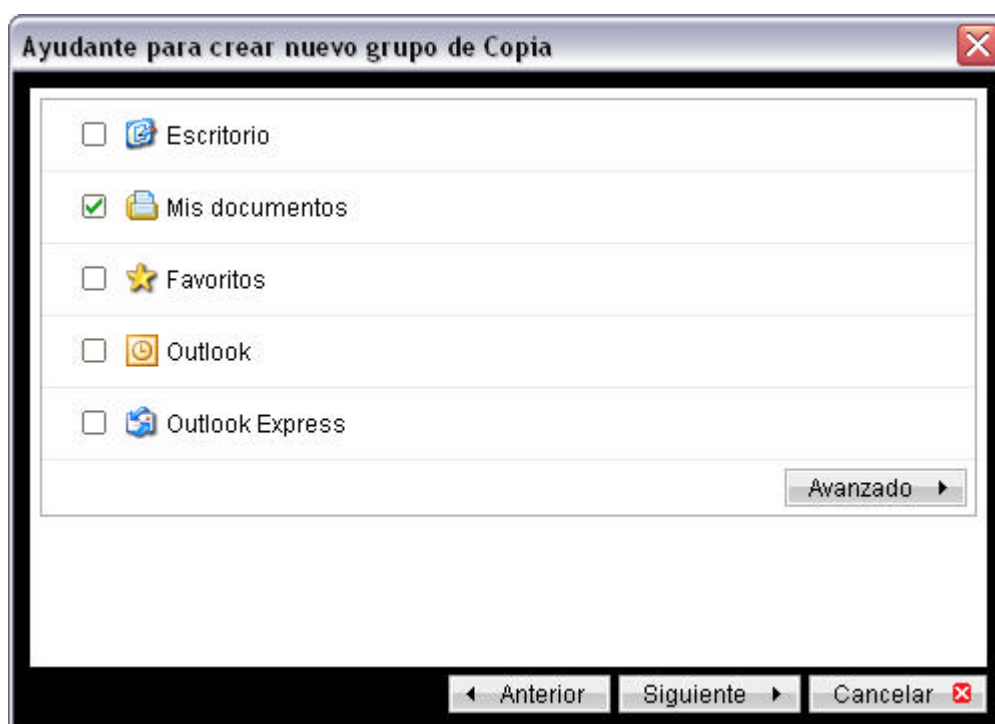 Ayudante para crear nuevo grupo de Copia
Escritorio
Mis documentos
Favoritos
Outlook
Outlook Express
Avanzado
Anterior
Siguiente
Cancelar